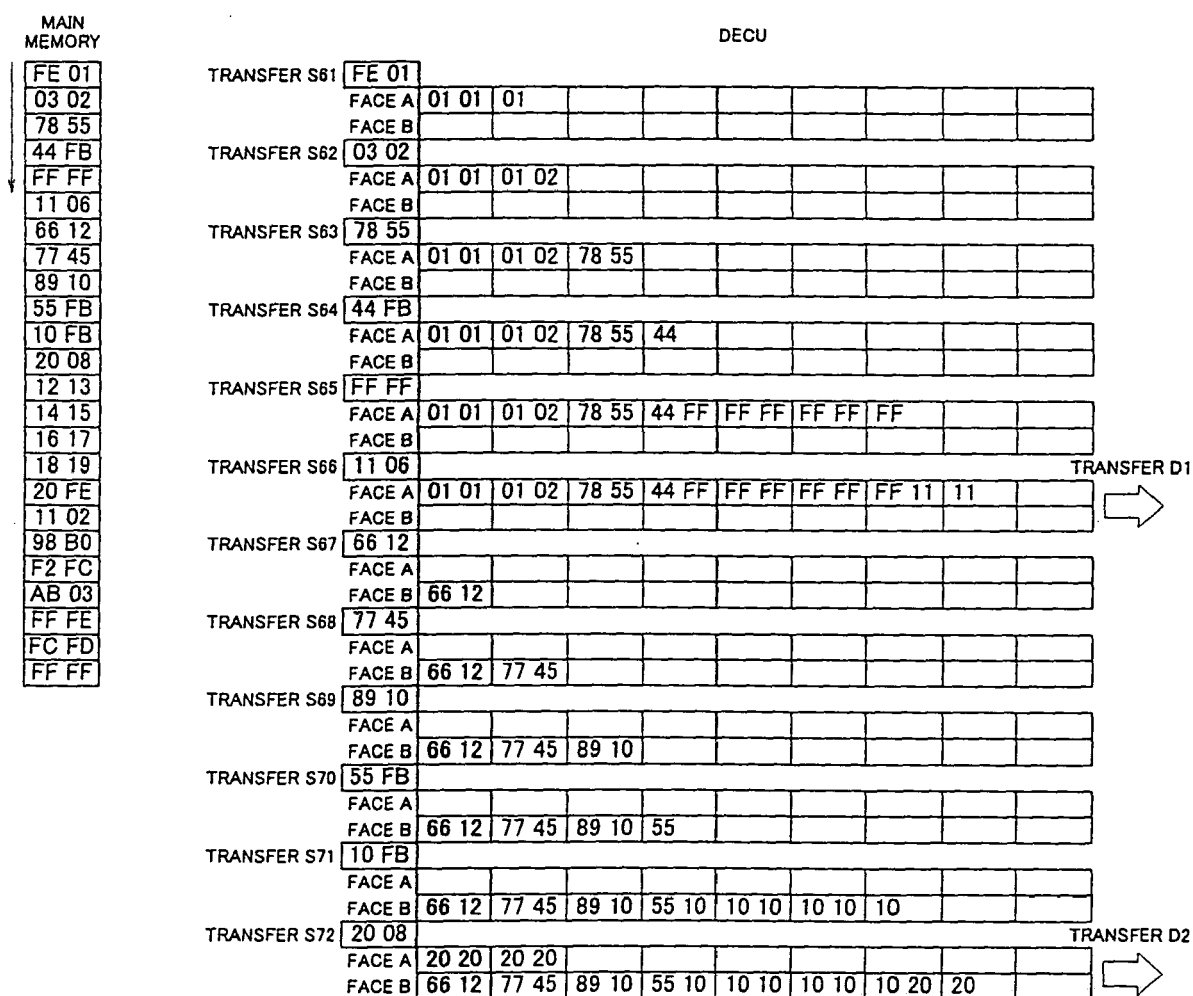 MAIN
MEMORY
FE 01
03 02
78 55
44 FB
FF FF
11 06
66 12
77 45
89 10
55 FB
10 FB
20 08
12 13
14 15
16 17
18 19
20 FE
11 02
98 B0
F2 FC
AB 03
FF FE
FC FD
FF FF
DECU
TRANSFER S61 FE 01
FACE A 01 01 01
FACE B
TRANSFER S62 03 02
FACE A 01 01 01 02
FACE B
TRANSFER S63 78 55
FACE A 01 01 01 02 78 55
FACE B
TRANSFER S64 44 FB
FACE A 01 01 01 02 78 55 44
FACE B
TRANSFER S65 FF FF
FACE A 01 01 01 02 78 55 44 FF FF FF FF FF FF
FACE B
TRANSFER S66 11 06 TRANSFER D1
FACE A 01 01 01 02 78 55 44 FF FF FF FF FF FF 11 11
FACE B
TRANSFER S67 66 12
FACE A
FACE B 66 12
TRANSFER S68 77 45
FACE A
FACE B 66 12 77 45
TRANSFER S69 89 10
FACE A
FACE B 66 12 77 45 89 10
TRANSFER S70 55 FB
FACE A
FACE B 66 12 77 45 89 10 55
TRANSFER S71 10 FB
FACE A
FACE B 66 12 77 45 89 10 55 10 10 10 10 10 10
TRANSFER S72 20 08 TRANSFER D2
FACE A 20 20 20 20
FACE B 66 12 77 45 89 10 55 10 10 10 10 10 10 20 20